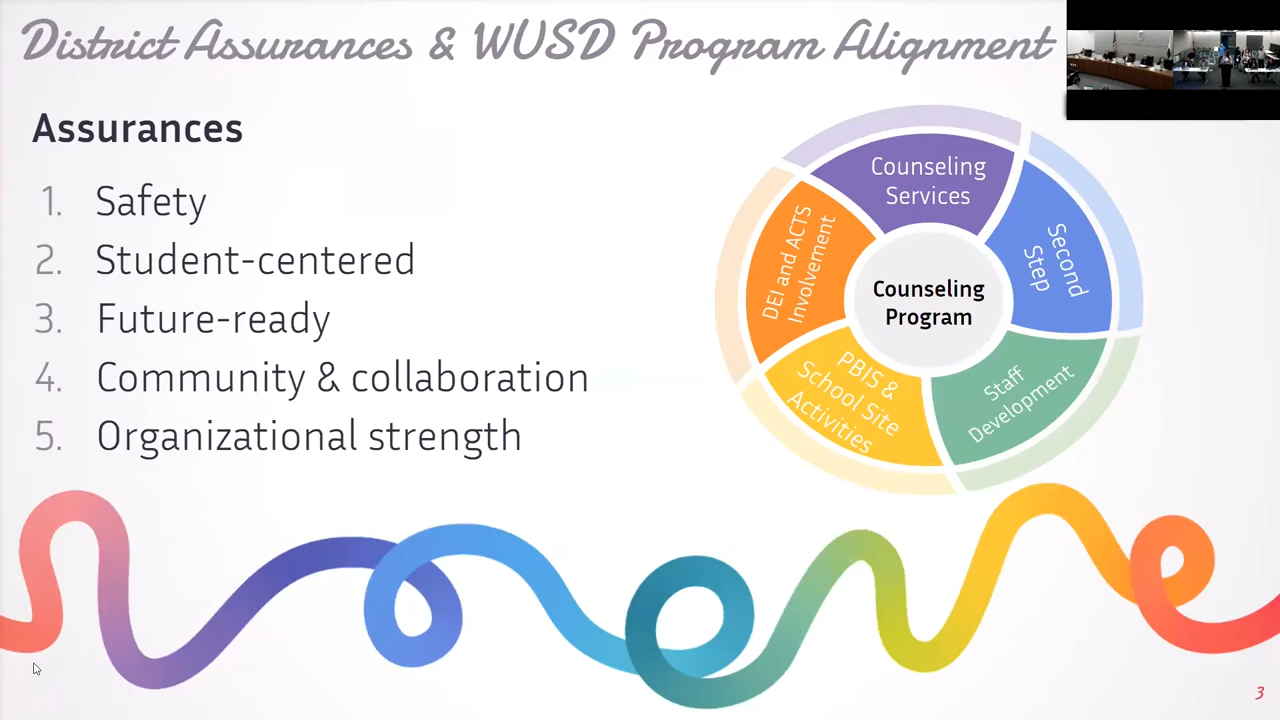 District Assurances & WUSD Program Alignment
Assurances
1. Safety
2. Student-centered
3. Future-ready
4. Community & collaboration
5. Organizational strength
Counseling
Services
Second
Step
Staff
Development
PBIS &
School Site
Activities
DEI and ACTS
Involvement
Counseling
Program
3